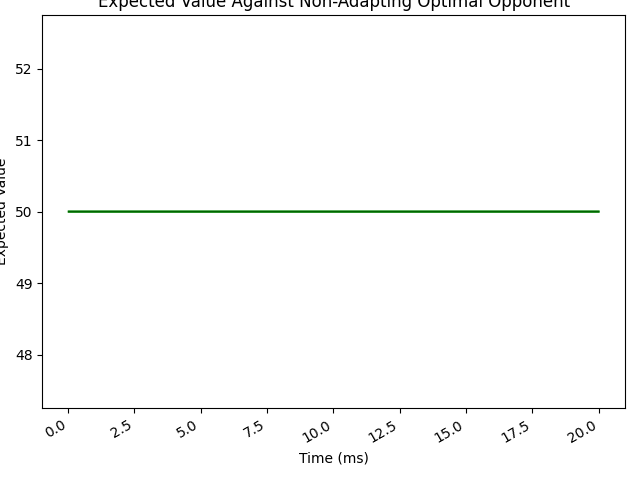 Expected Value Against Non-Adapting Optimal Opponent
52
51
50
49
48
Expected Value
0.0 2.5 5.0 7.5 10.0 12.5 15.0 17.5 20.0
Time (ms)